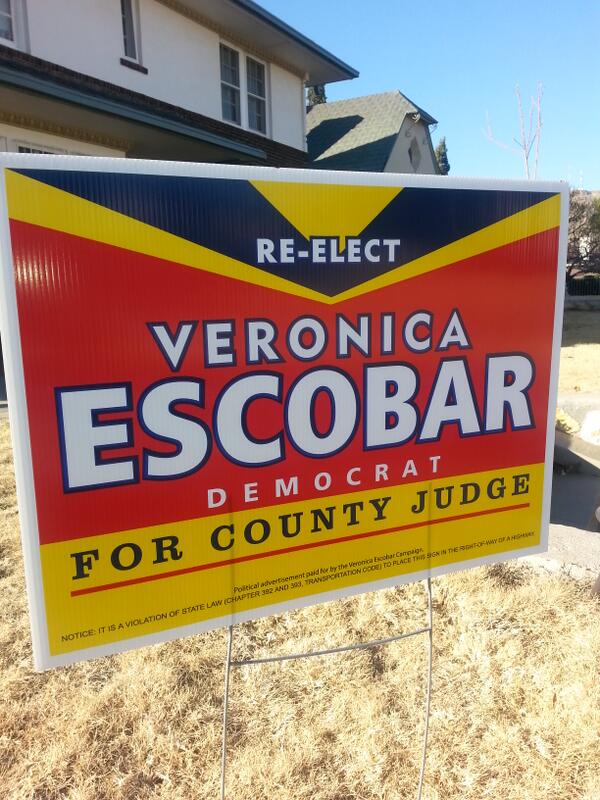 RE-ELECT
VERONICA
ESCOBAR
DEMOCRAT
FOR COUNTY JUDGE
Political advertisement paid for by the Veronica Escobar Campaign.
NOTICE: IT IS A VIOLATION OF STATE LAW (CHAPTER 392 AND 393, TRANSPORTATION CODE) TO PLACE THIS SIGN IN THE RIGHT-OF-WAY OF A HIGHWAY.